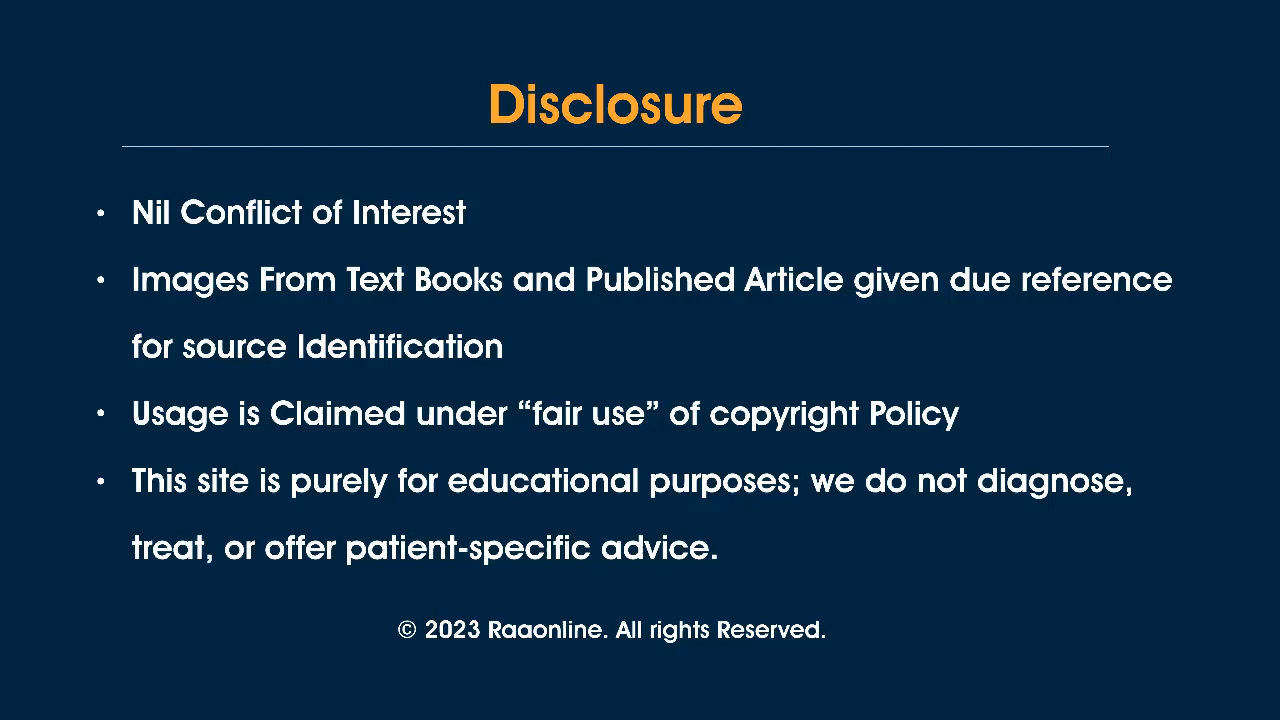 Disclosure
• Nil Conflict of Interest
• Images From Text Books and Published Article given due reference
for source Identification
• Usage is Claimed under “fair use” of copyright Policy
• This site is purely for educational purposes; we do not diagnose,
treat, or offer patient-specific advice.
© 2023 Raaonline. All rights Reserved.